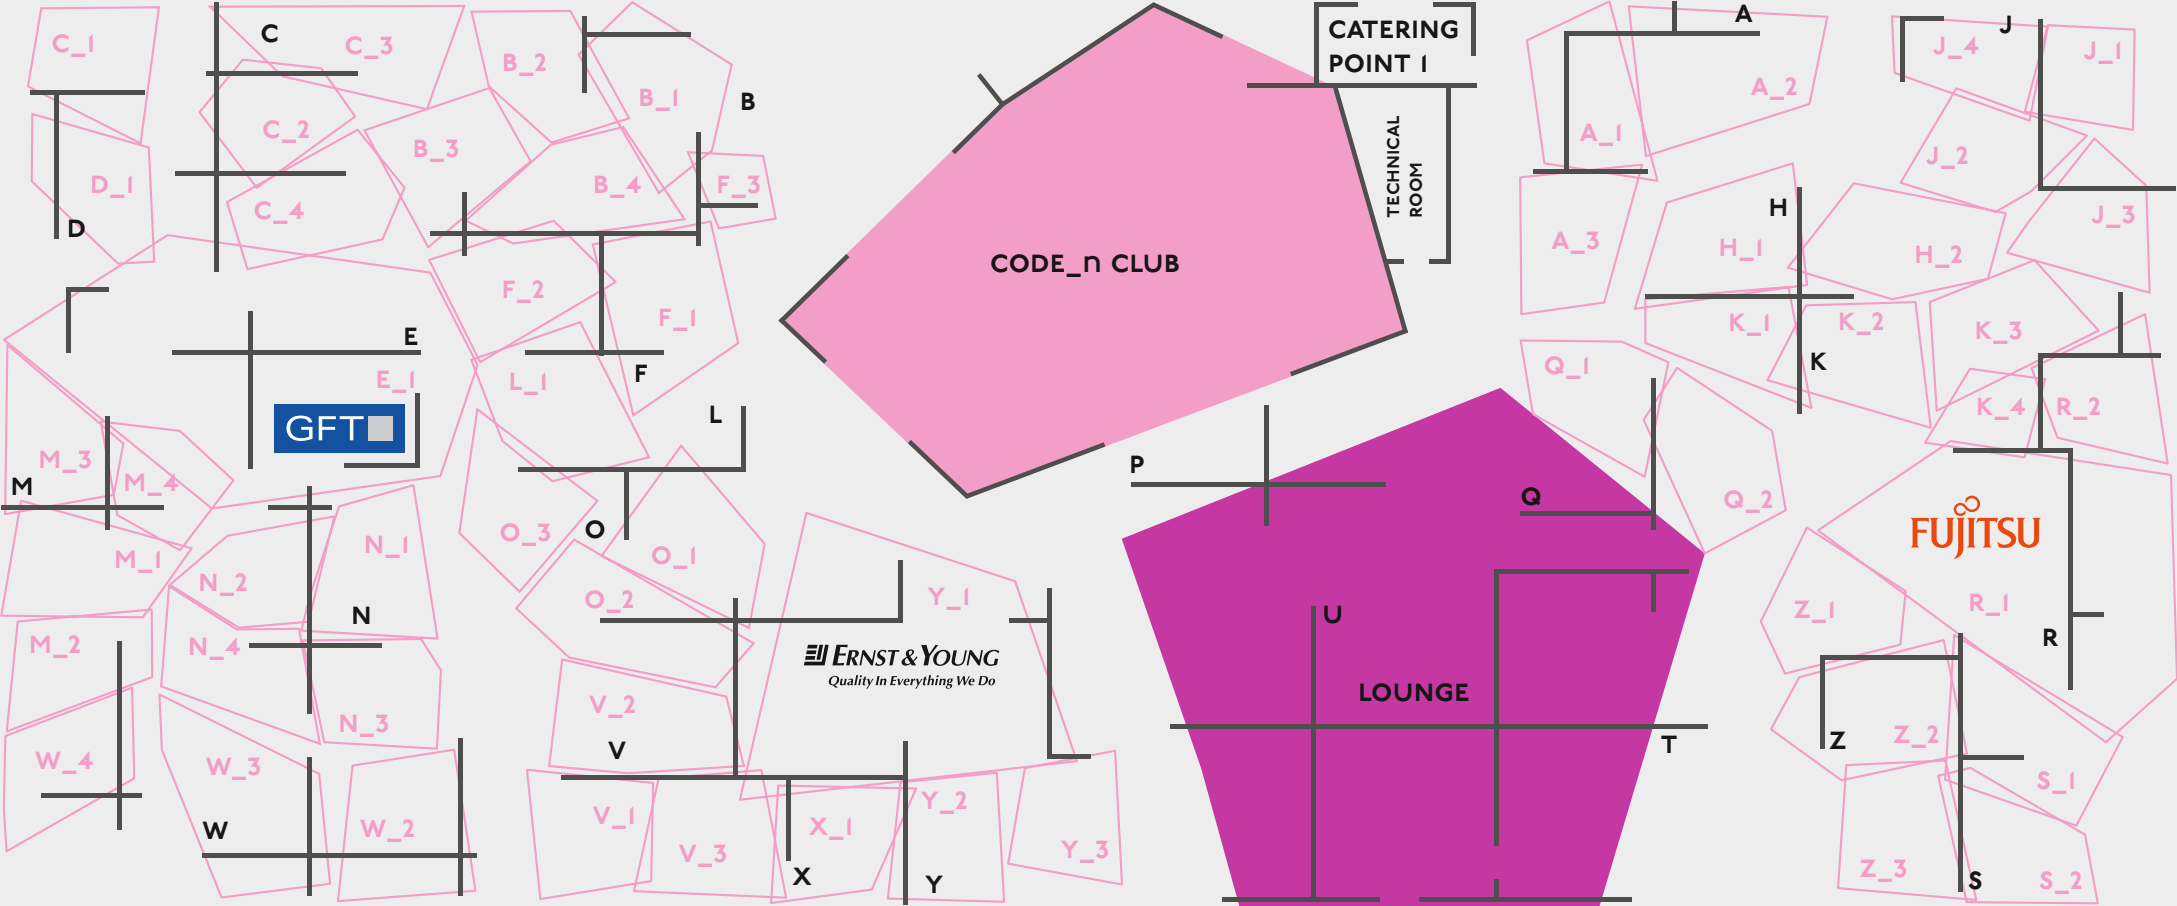 C_1
C
C_3
C_2
C_4
D_1
D
B_2
B_1
B
B_3
B_4
F_3
F_2
F_1
F
E
E_1
GFT
L_1
L
M_3
M_4
M
M_1
M_2
N_1
N_2
N
N_4
N_3
O_3
O
O_1
O_2
W_4
W_3
W
W_2
V_2
V
V_1
V_3
X_1
X
Y_1
ERNST & YOUNG
Quality In Everything We Do
Y_2
Y
Y_3
CODE_n CLUB
CATERING
POINT 1
TECHNICAL
ROOM
P
Q
U
LOUNGE
T
A
A_2
A_1
A_3
J
J_4
J_1
J_2
J_3
H
H_1
H_2
K_1
K_2
K
K_3
K_4
Q_1
Q_2
R_2
FUJITSU
R_1
R
Z_1
Z
Z_2
Z_3
S_1
S
S_2